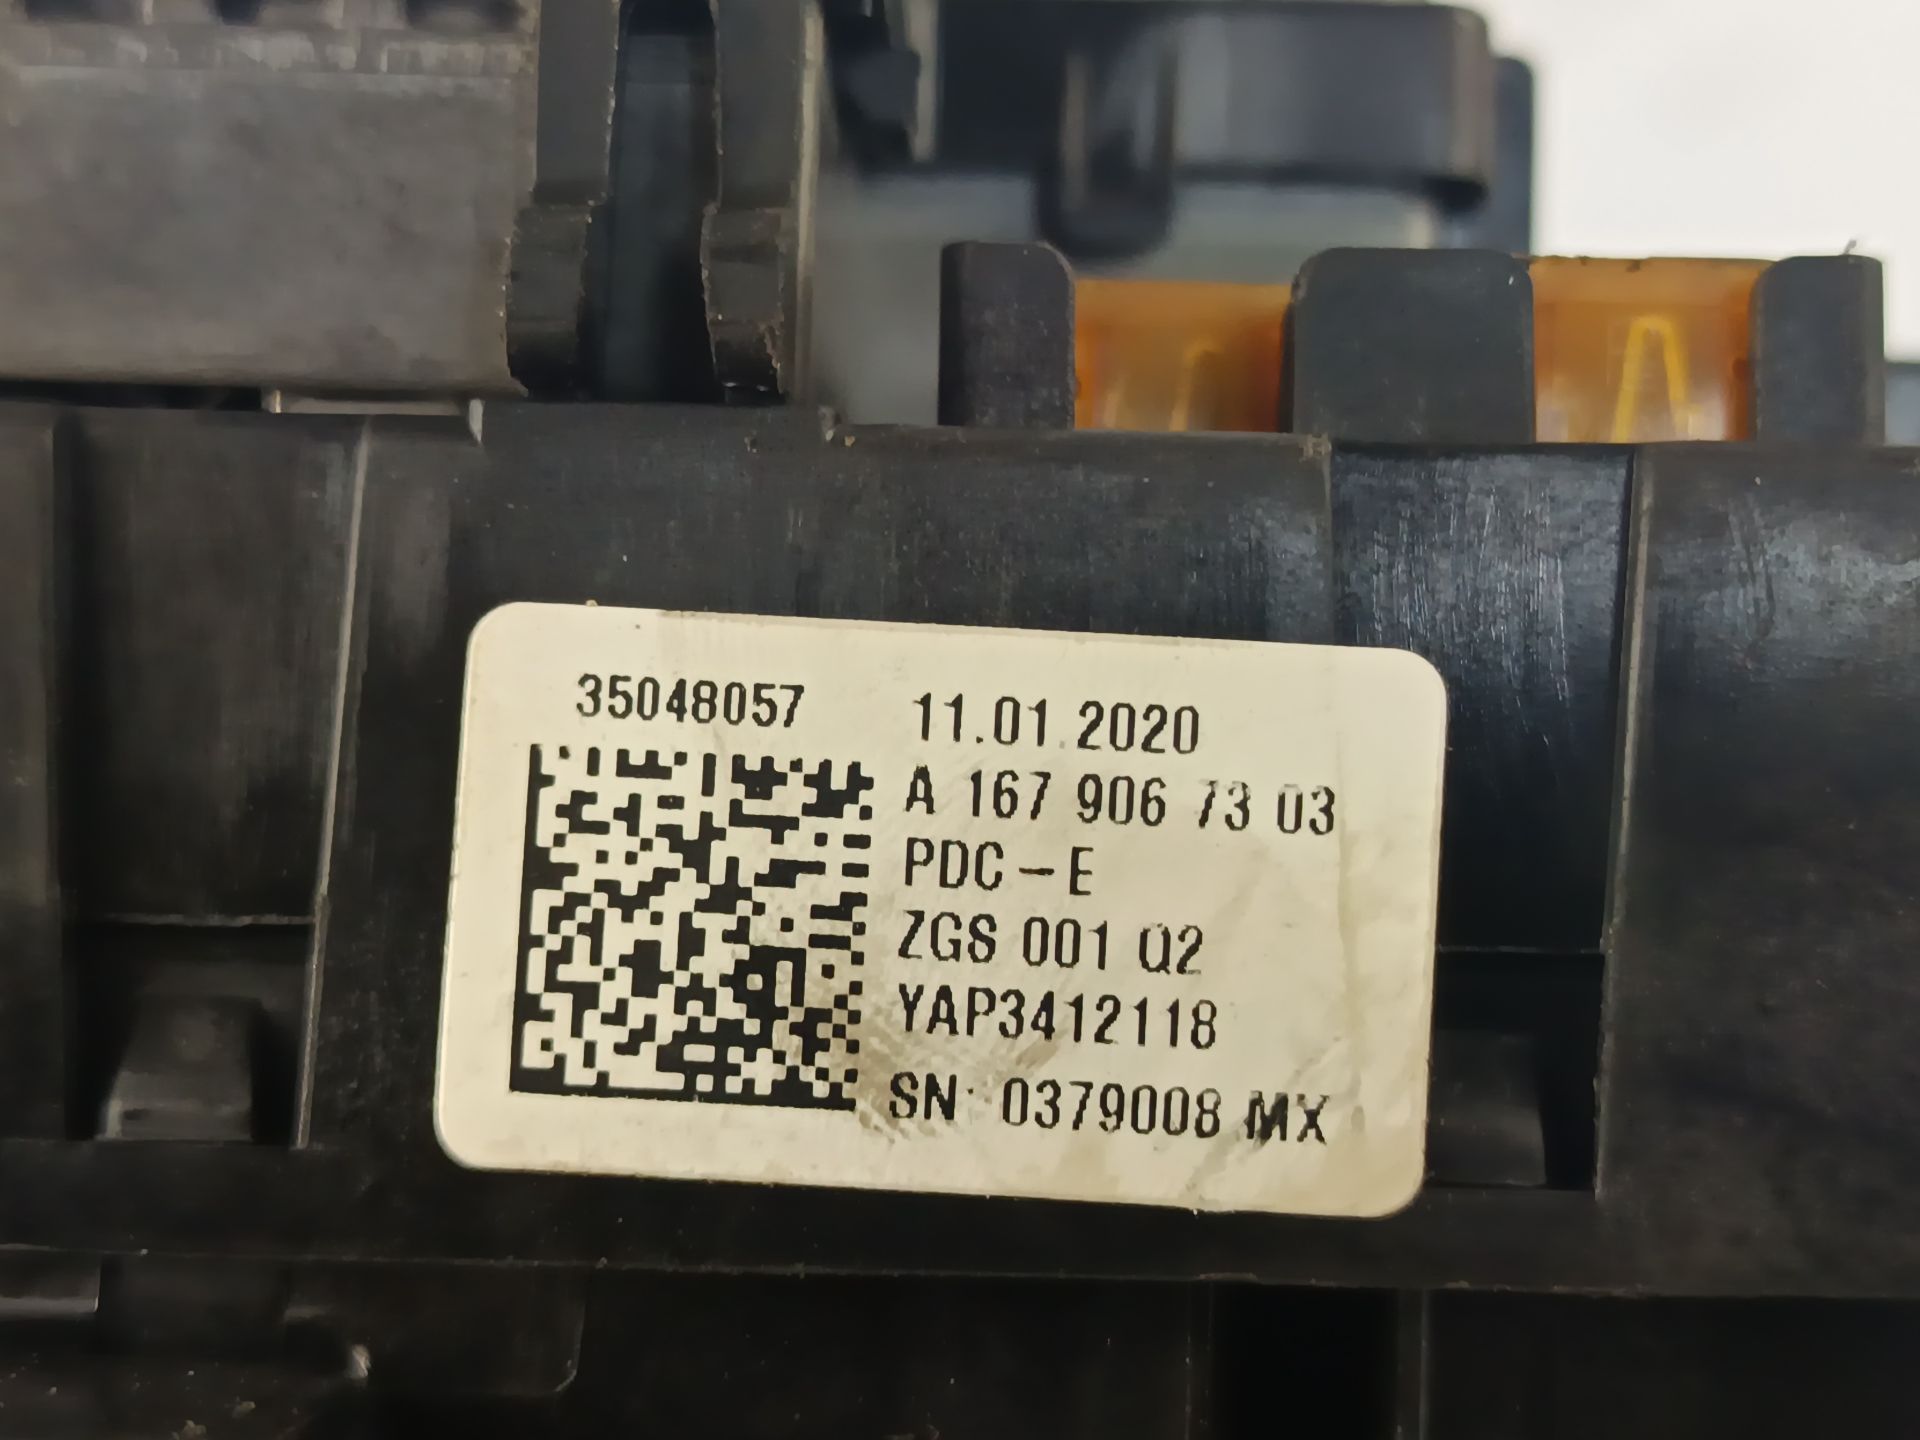 35048057
11.01.2020
A 167 906 73 03
PDC-E
ZGS 001 Q2
YAP3412118
SN: 0379008 MX